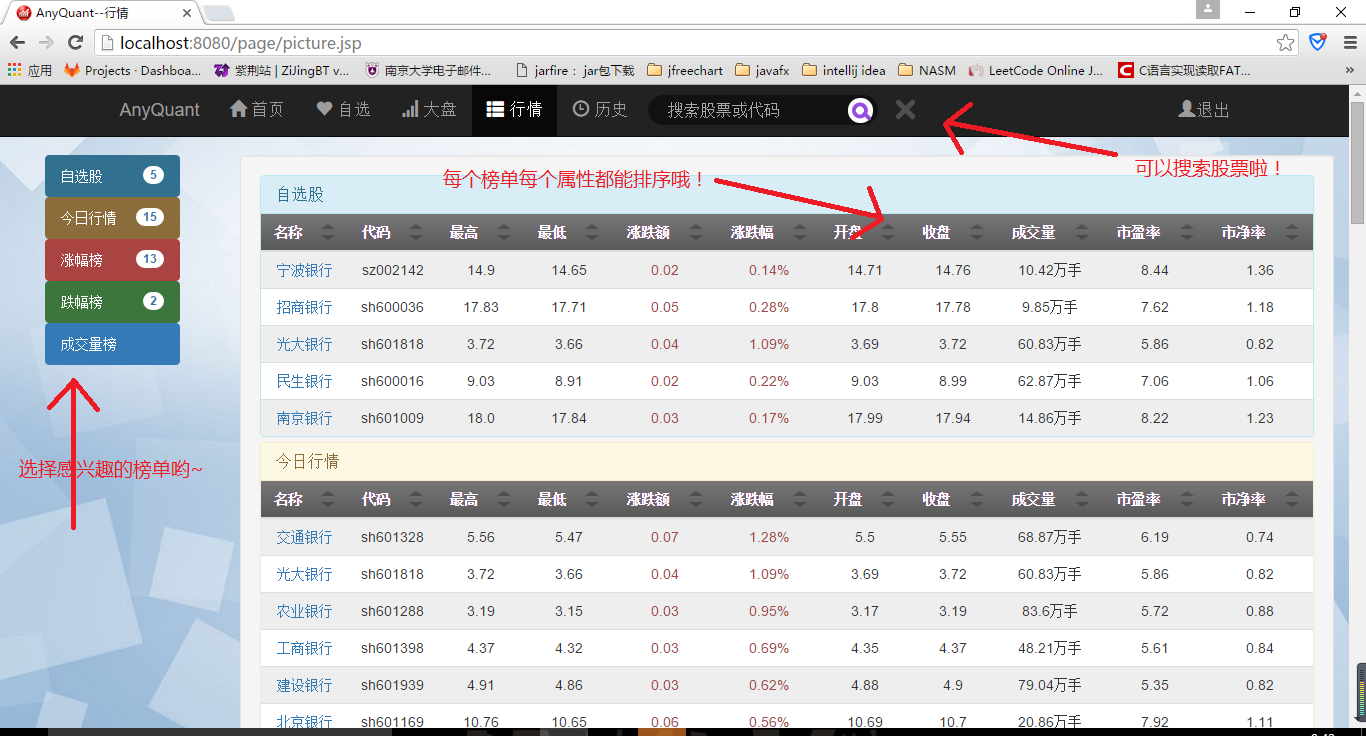 AnyQuant--行情
localhost:8080/page/picture.jsp
应用 Projects · Dashboa... 紫荆站 | ZiJingBT v... 南京大学电子邮件... jarfire： jar包下载 jfreechart javafx intellij idea NASM LeetCode Online J... C语言实现读取FAT... »
AnyQuant 首页 自选 大盘 行情 历史 搜索股票或代码 退出
可以搜索股票啦！
每个榜单每个属性都能排序哦！
自选股 5
今日行情 15
涨幅榜 13
跌幅榜 2
成交量榜
选择感兴趣的榜单哟~
自选股
名称 代码 最高 最低 涨跌额 涨跌幅 开盘 收盘 成交量 市盈率 市净率
宁波银行 sz002142 14.9 14.65 0.02 0.14% 14.71 14.76 10.42万手 8.44 1.36
招商银行 sh600036 17.83 17.71 0.05 0.28% 17.8 17.78 9.85万手 7.62 1.18
光大银行 sh601818 3.72 3.66 0.04 1.09% 3.69 3.72 60.83万手 5.86 0.82
民生银行 sh600016 9.03 8.91 0.02 0.22% 9.03 8.99 62.87万手 7.06 1.06
南京银行 sh601009 18.0 17.84 0.03 0.17% 17.99 17.94 14.86万手 8.22 1.23
今日行情
名称 代码 最高 最低 涨跌额 涨跌幅 开盘 收盘 成交量 市盈率 市净率
交通银行 sh601328 5.56 5.47 0.07 1.28% 5.5 5.55 68.87万手 6.19 0.74
光大银行 sh601818 3.72 3.66 0.04 1.09% 3.69 3.72 60.83万手 5.86 0.82
农业银行 sh601288 3.19 3.15 0.03 0.95% 3.17 3.19 83.6万手 5.72 0.88
工商银行 sh601398 4.37 4.32 0.03 0.69% 4.35 4.37 48.21万手 5.61 0.84
建设银行 sh601939 4.91 4.86 0.03 0.62% 4.88 4.9 79.04万手 5.35 0.82
北京银行 sh601169 10.76 10.65 0.06 0.56% 10.69 10.7 20.86万手 7.92 1.11